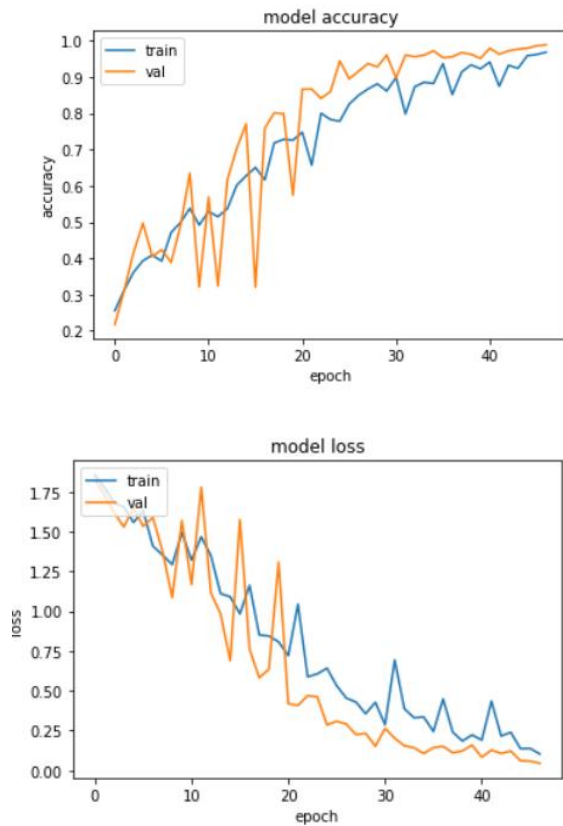 model accuracy
train
val
1.0
0.9
0.8
0.7
0.6
0.5
0.4
0.3
0.2
accuracy
0 10 20 30 40
epoch
model loss
train
val
1.75
1.50
1.25
1.00
0.75
0.50
0.25
0.00
loss
0 10 20 30 40
epoch